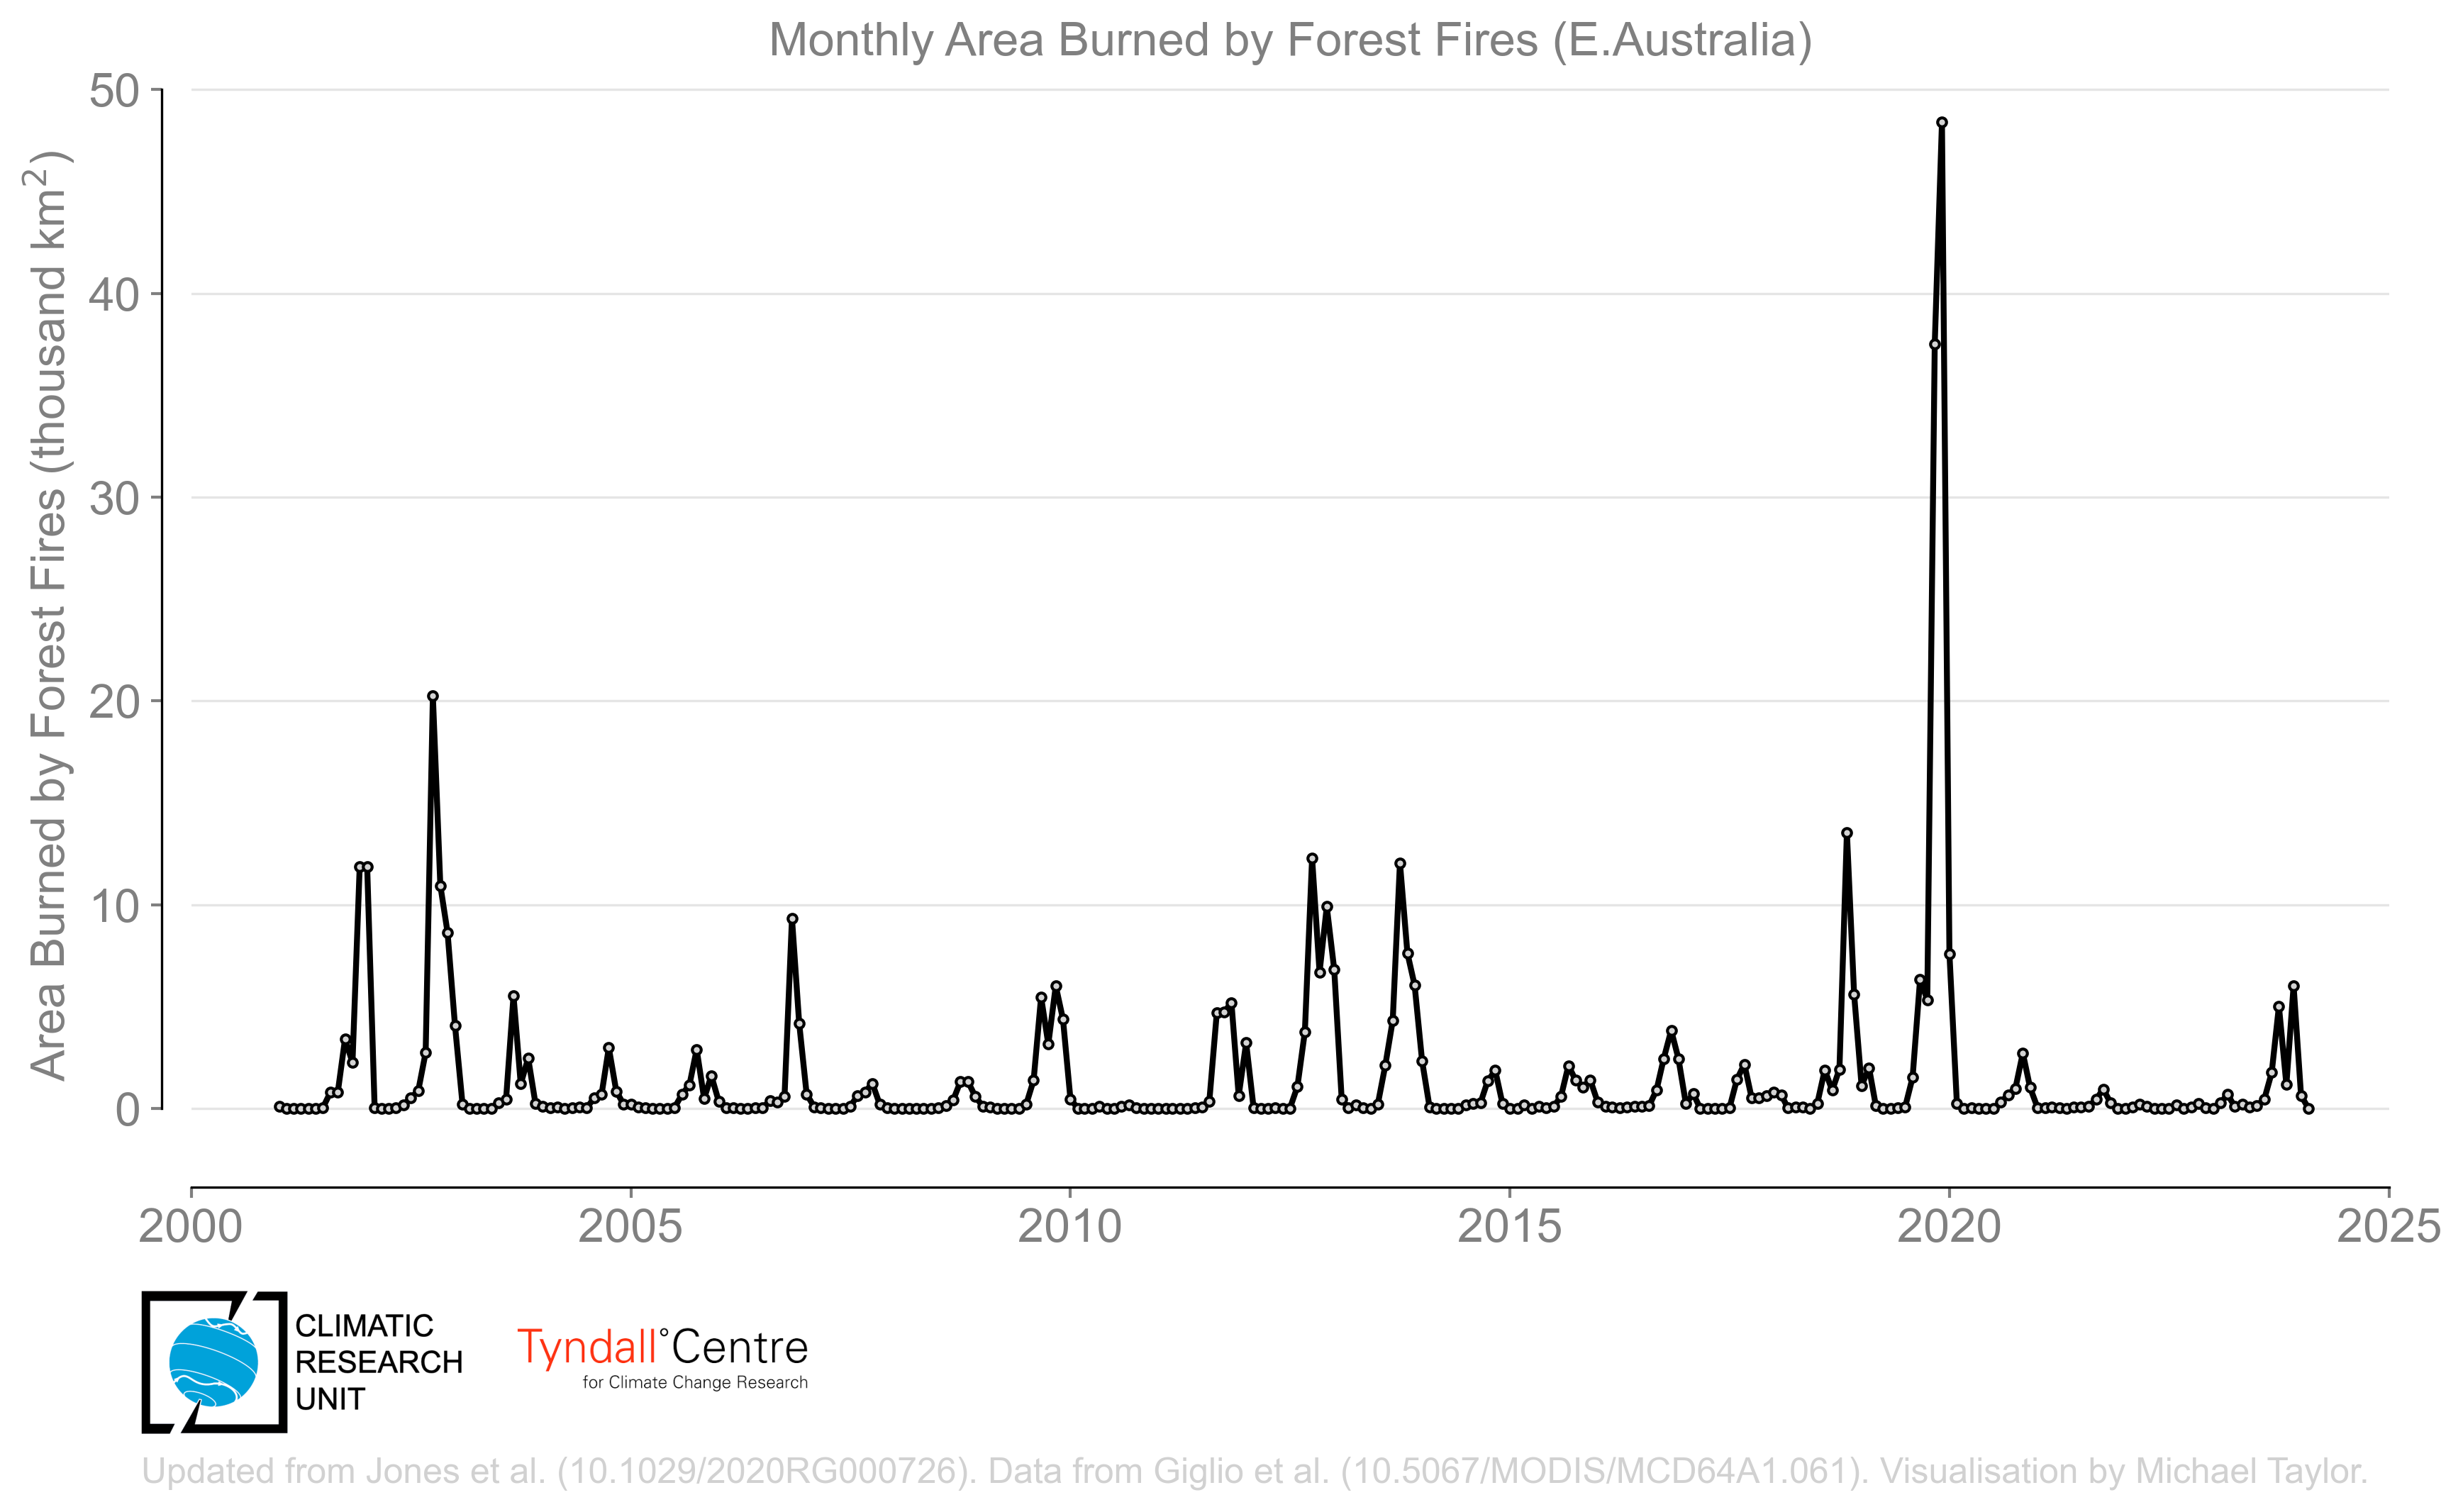 Monthly Area Burned by Forest Fires (E.Australia)
Area Burned by Forest Fires (thousand km²)
50
40
30
20
10
0
2000 2005 2010 2015 2020 2025
CLIMATIC
RESEARCH
UNIT
Tyndall°Centre
for Climate Change Research
Updated from Jones et al. (10.1029/2020RG000726). Data from Giglio et al. (10.5067/MODIS/MCD64A1.061). Visualisation by Michael Taylor.